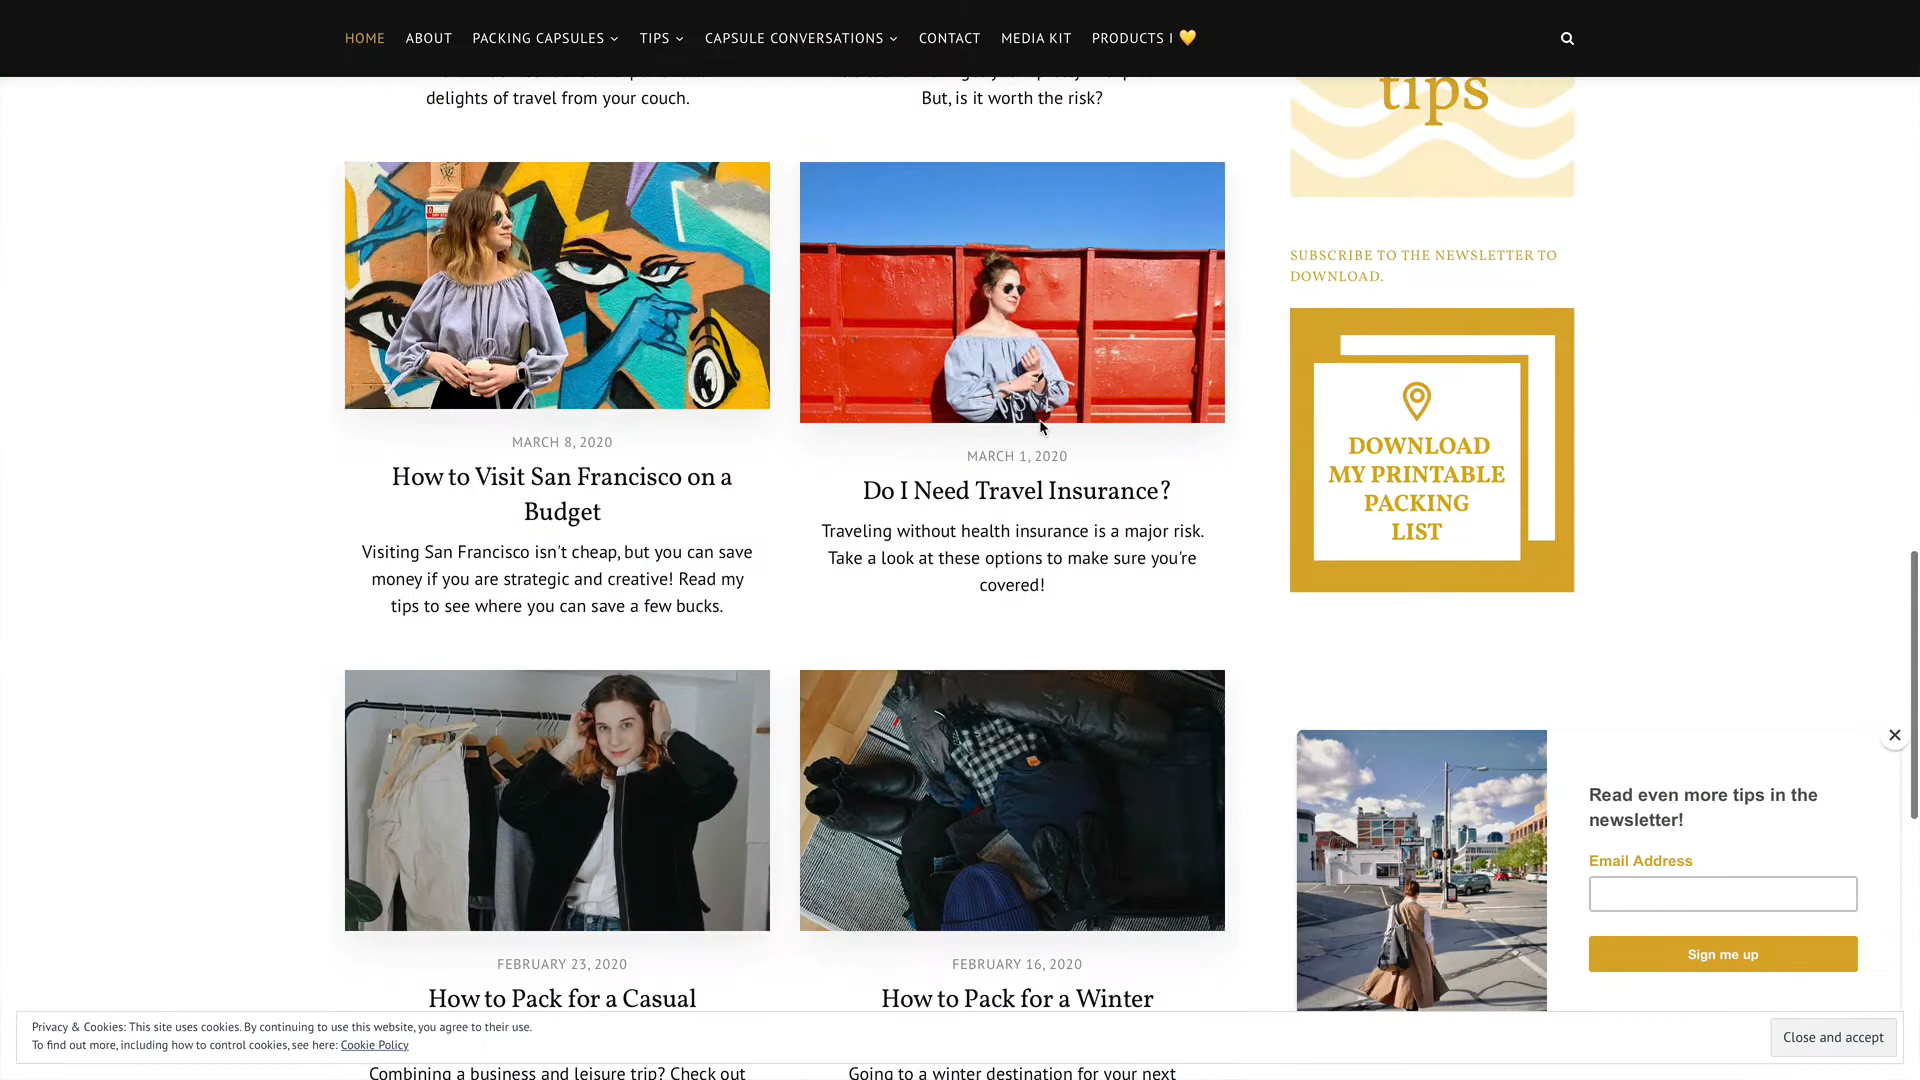 HOME ABOUT PACKING CAPSULES TIPS CAPSULE CONVERSATIONS CONTACT MEDIA KIT PRODUCTS I 💛
delights of travel from your couch.
But, is it worth the risk?
tips
MARCH 8, 2020
How to Visit San Francisco on a
Budget
Visiting San Francisco isn't cheap, but you can save
money if you are strategic and creative! Read my
tips to see where you can save a few bucks.
MARCH 1, 2020
Do I Need Travel Insurance?
Traveling without health insurance is a major risk.
Take a look at these options to make sure you're
covered!
SUBSCRIBE TO THE NEWSLETTER TO
DOWNLOAD.
DOWNLOAD
MY PRINTABLE
PACKING
LIST
FEBRUARY 23, 2020
How to Pack for a Casual
Combining a business and leisure trip? Check out
FEBRUARY 16, 2020
How to Pack for a Winter
Going to a winter destination for your next
Read even more tips in the
newsletter!
Email Address
Sign me up
Privacy & Cookies: This site uses cookies. By continuing to use this website, you agree to their use.
To find out more, including how to control cookies, see here: Cookie Policy
Close and accept